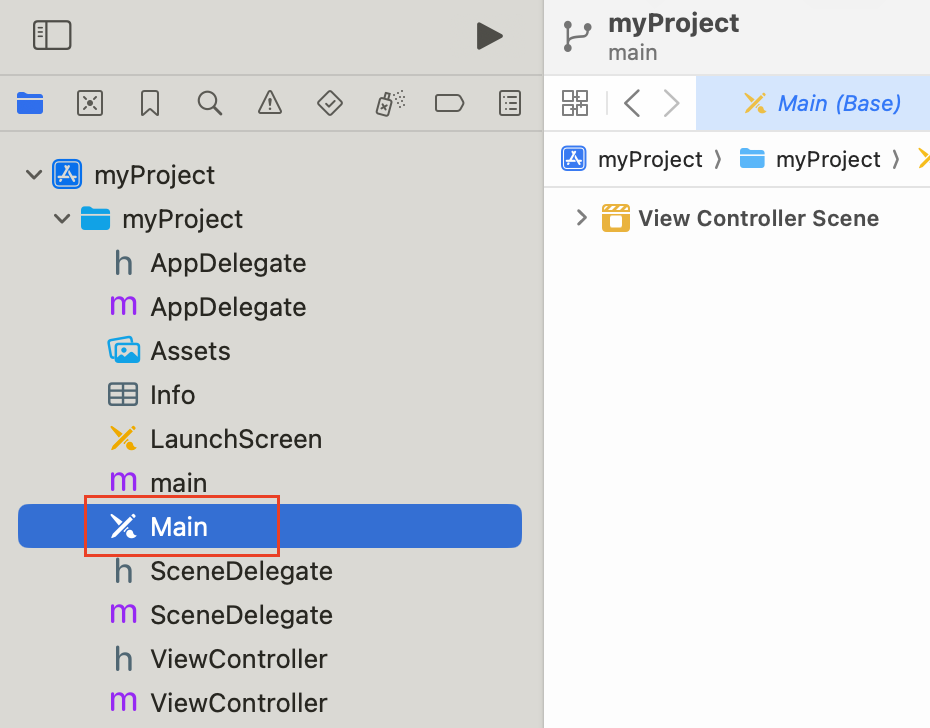 myProject
main
Main (Base)
myProject 〉 myProject 〉
View Controller Scene
myProject
myProject
h AppDelegate
m AppDelegate
Assets
Info
LaunchScreen
m main
Main
h SceneDelegate
m SceneDelegate
h ViewController
m ViewController